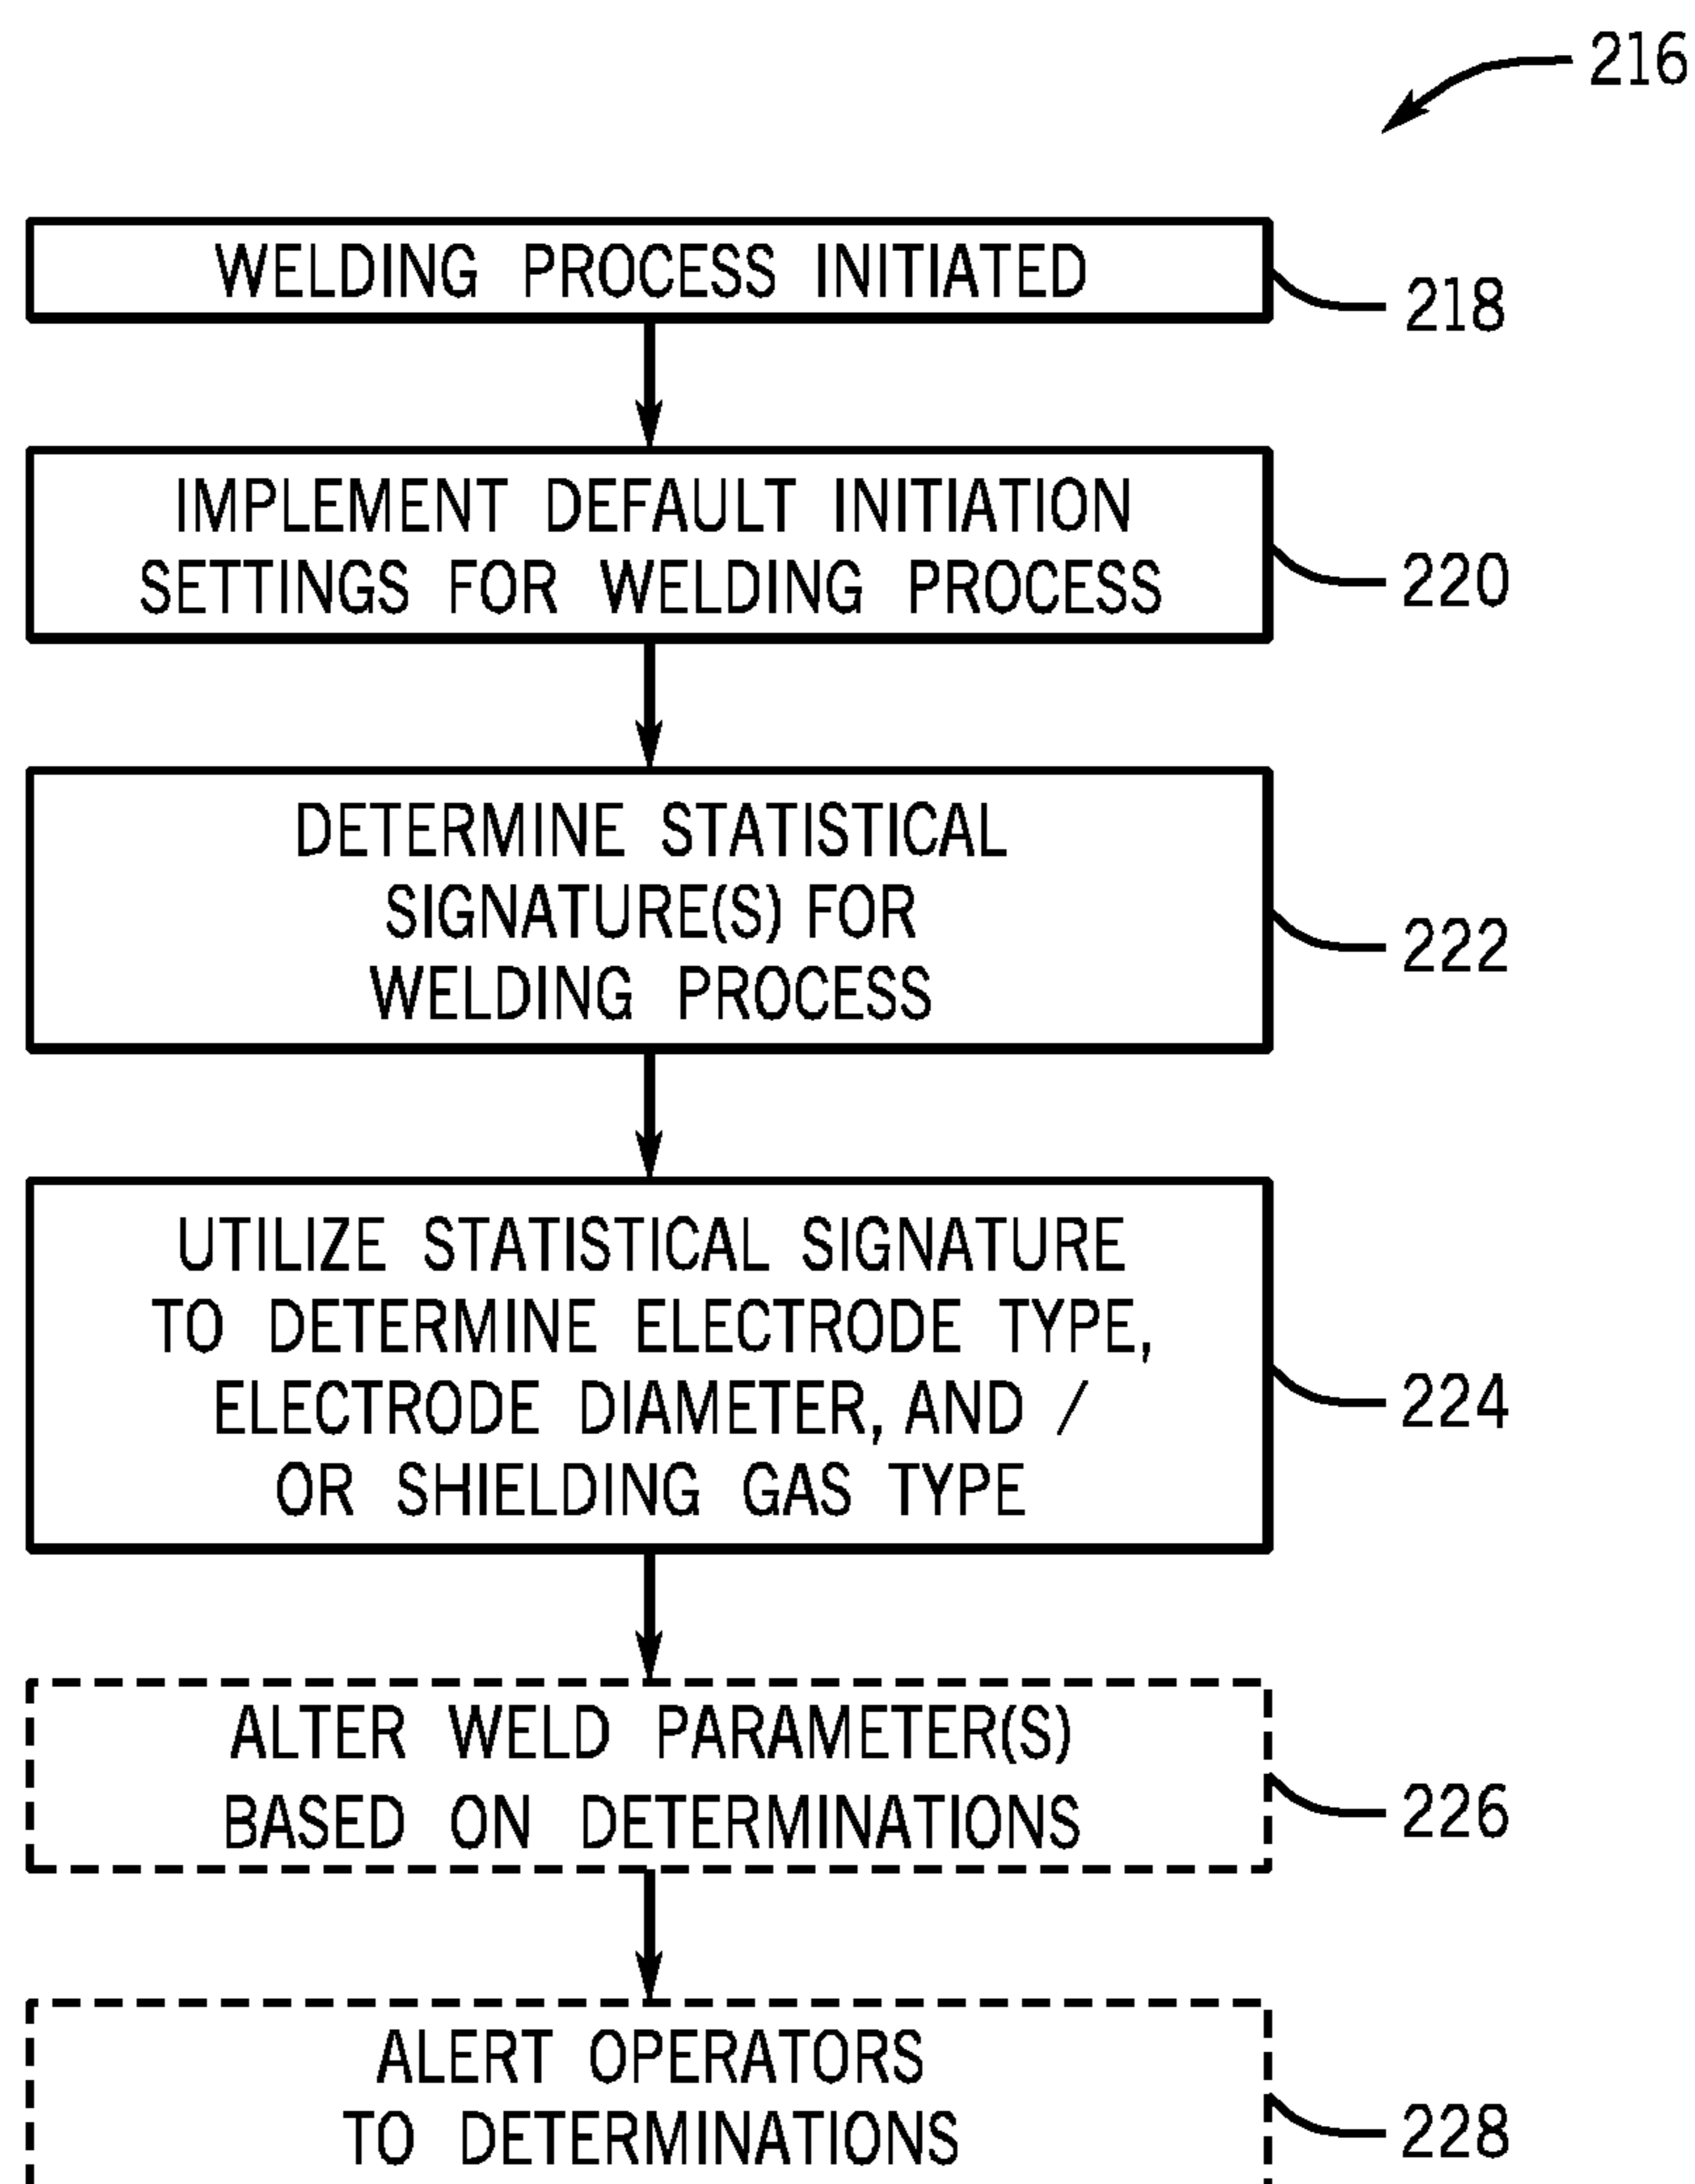 216
WELDING PROCESS INITIATED
218
IMPLEMENT DEFAULT INITIATION
SETTINGS FOR WELDING PROCESS
220
DETERMINE STATISTICAL
SIGNATURE(S) FOR
WELDING PROCESS
222
UTILIZE STATISTICAL SIGNATURE
TO DETERMINE ELECTRODE TYPE,
ELECTRODE DIAMETER, AND /
OR SHIELDING GAS TYPE
224
ALTER WELD PARAMETER(S)
BASED ON DETERMINATIONS
226
ALERT OPERATORS
TO DETERMINATIONS
228